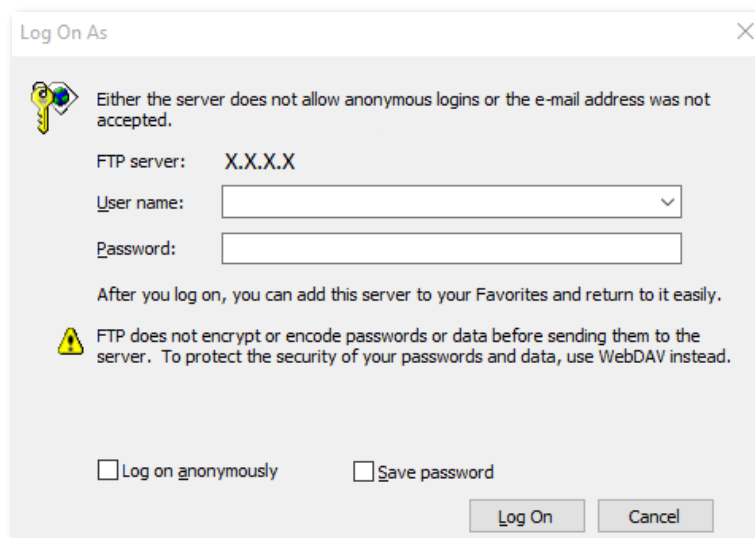 Log On As
Either the server does not allow anonymous logins or the e-mail address was not
accepted.
FTP server: X.X.X.X
User name:
Password:
After you log on, you can add this server to your Favorites and return to it easily.
FTP does not encrypt or encode passwords or data before sending them to the
server.  To protect the security of your passwords and data, use WebDAV instead.
Log on anonymously Save password
Log On Cancel